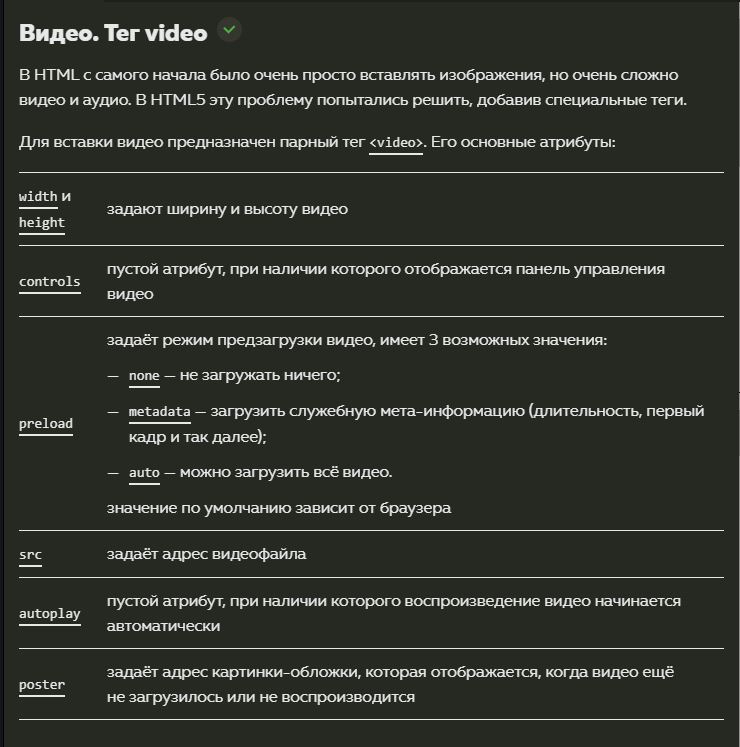 Видео. Тег video
В HTML с самого начала было очень просто вставлять изображения, но очень сложно
видео и аудио. В HTML5 эту проблему попытались решить, добавив специальные теги.
Для вставки видео предназначен парный тег <video>. Его основные атрибуты:
width и
height
задают ширину и высоту видео
controls
пустой атрибут, при наличии которого отображается панель управления
видео
preload
задаёт режим предзагрузки видео, имеет 3 возможных значения:
— none — не загружать ничего;
— metadata — загрузить служебную мета-информацию (длительность, первый
кадр и так далее);
— auto — можно загрузить всё видео.
значение по умолчанию зависит от браузера
src
задаёт адрес видеофайла
autoplay
пустой атрибут, при наличии которого воспроизведение видео начинается
автоматически
poster
задаёт адрес картинки-обложки, которая отображается, когда видео ещё
не загрузилось или не воспроизводится